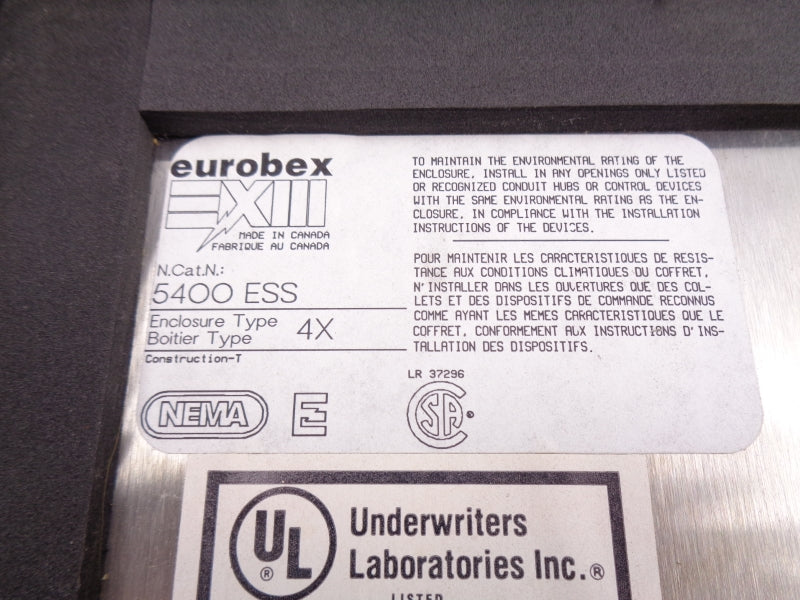 eurobex
EXIII
MADE IN CANADA
FABRIQUE AU CANADA
N.Cat.N.:
5400 ESS
Enclosure Type
Boitier Type
4X
Construction-T
NEMA
TO MAINTAIN THE ENVIRONMENTAL RATING OF THE
ENCLOSURE, INSTALL IN ANY OPENINGS ONLY LISTED
OR RECOGNIZED CONDUIT HUBS OR CONTROL DEVICES
WITH THE SAME ENVIRONMENTAL RATING AS THE EN-
CLOSURE, IN COMPLIANCE WITH THE INSTALLATION
INSTRUCTIONS OF THE DEVICES.
POUR MAINTENIR LES CARACTERISTIQUES DE RESIS-
TANCE AUX CONDITIONS CLIMATIQUES DU COFFRET,
N'INSTALLER DANS LES OUVERTURES QUE DES COL-
LETS ET DES DISPOSITIFS DE COMMANDE RECONNUS
COMME AYANT LES MEMES CARACTERISTIQUES QUE LE
COFFRET, CONFORMEMENT AUX INSTRUCTIONS D'INS-
TALLATION DES DISPOSITIFS.
LR 37296
SA ®
UL ®
Underwriters
Laboratories Inc.®
LISTED